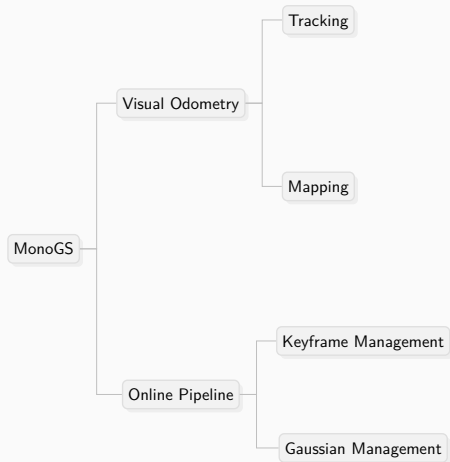 Tracking
Visual Odometry
Mapping
MonoGS
Keyframe Management
Online Pipeline
Gaussian Management